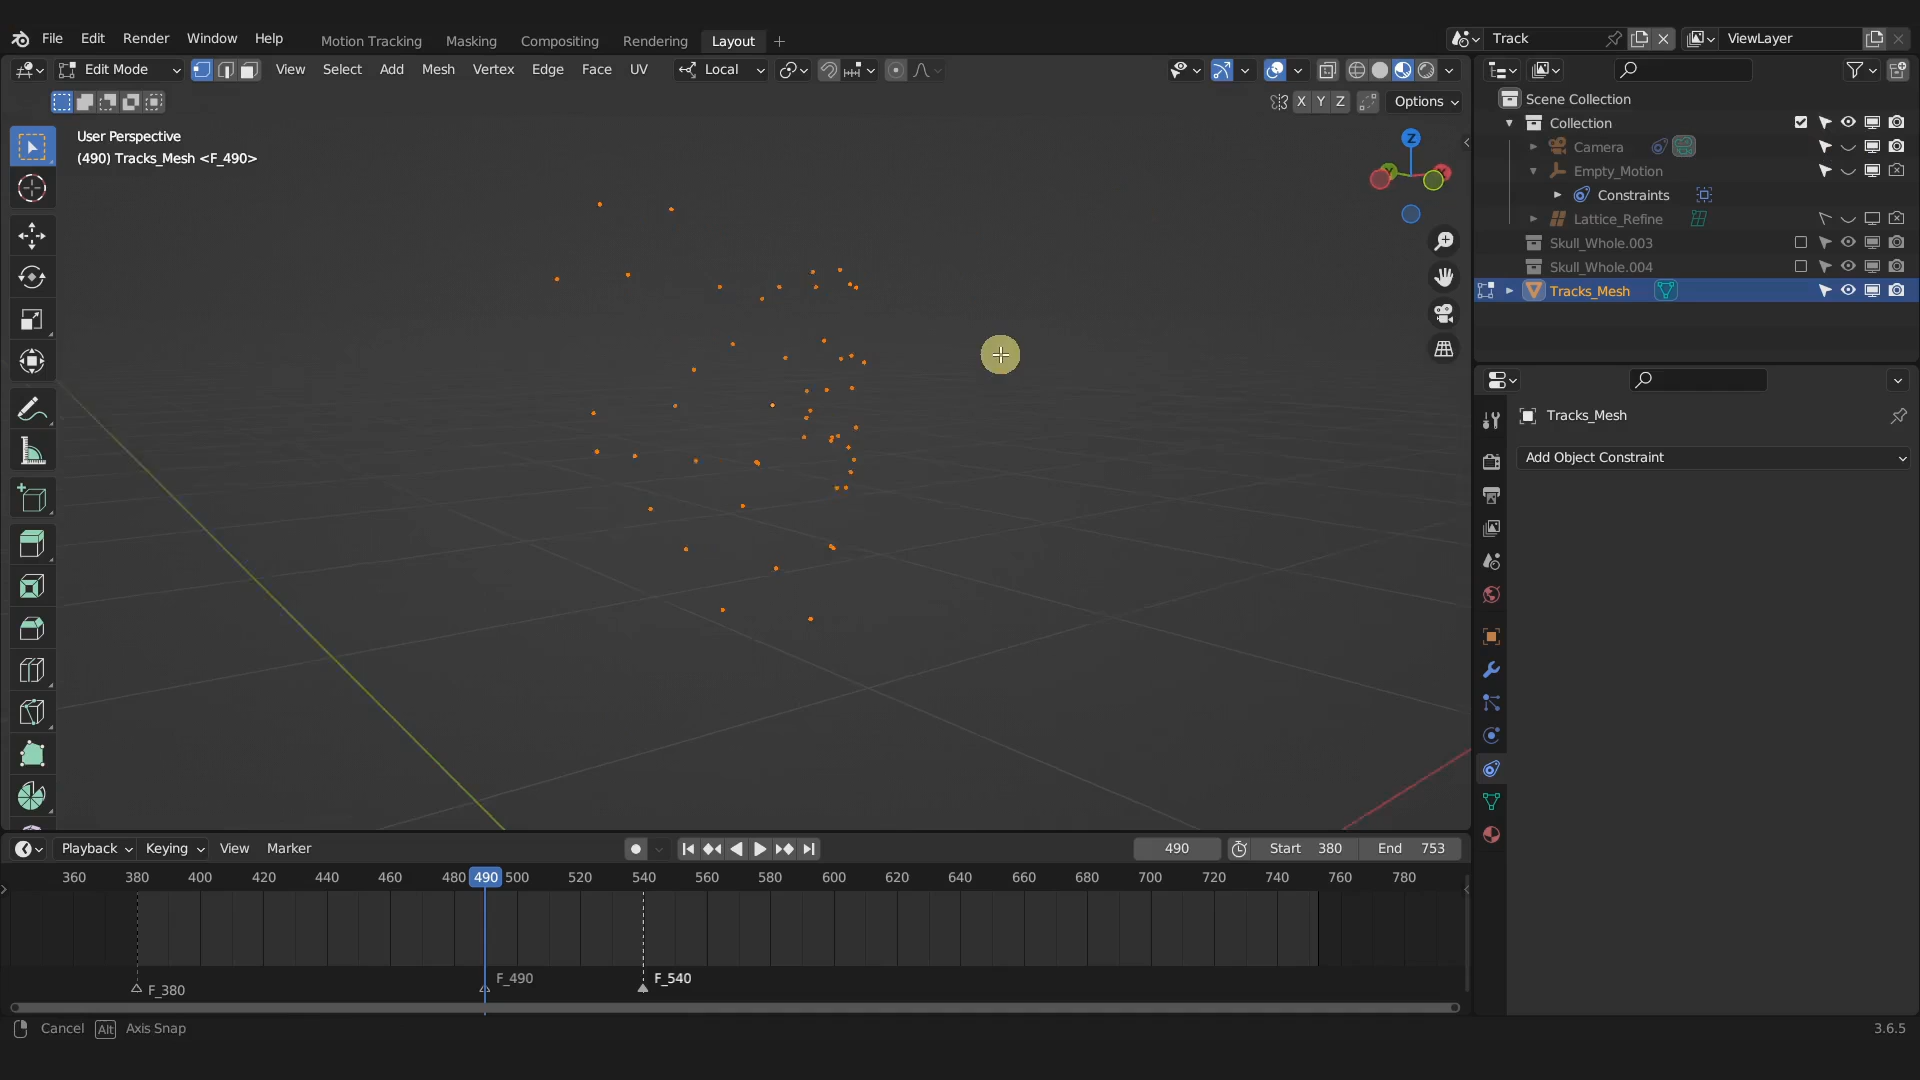 File Edit Render Window Help
Motion Tracking Masking Compositing Rendering Layout
Track
ViewLayer
Edit Mode
View Select Add Mesh Vertex Edge Face UV
Local
X Y Z
Options
User Perspective
(490) Tracks_Mesh <F_490>
Z
Scene Collection
Collection
Camera
Empty_Motion
Constraints
Lattice_Refine
Skull_Whole.003
Skull_Whole.004
Tracks_Mesh
Tracks_Mesh
Add Object Constraint
Playback Keying View Marker
490
Start 380
End 753
360 380 400 420 440 460 480 490 500 520 540 560 580 600 620 640 660 680 700 720 740 760 780
F_380
F_490
F_540
Cancel Alt Axis Snap
3.6.5